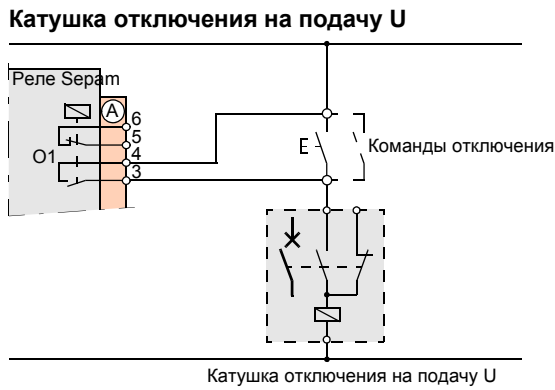 Катушка отключения на подачу U
Реле Sepam
A
6
5
O1
4
3
E
Команды отключения
Катушка отключения на подачу U